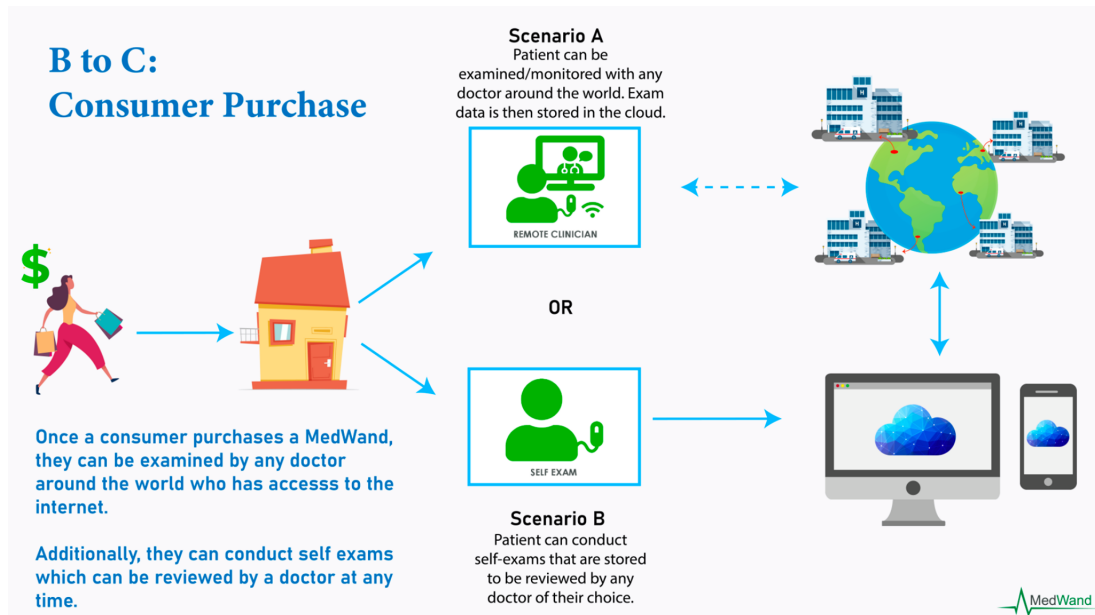 B to C:
Consumer Purchase
Scenario A
Patient can be
examined/monitored with any
doctor around the world. Exam
data is then stored in the cloud.
REMOTE CLINICIAN
H
H
H
H
$
OR
SELF EXAM
Once a consumer purchases a MedWand,
they can be examined by any doctor
around the world who has accesss to the
internet.
Additionally, they can conduct self exams
which can be reviewed by a doctor at any
time.
Scenario B
Patient can conduct
self-exams that are stored
to be reviewed by any
doctor of their choice.
MedWand